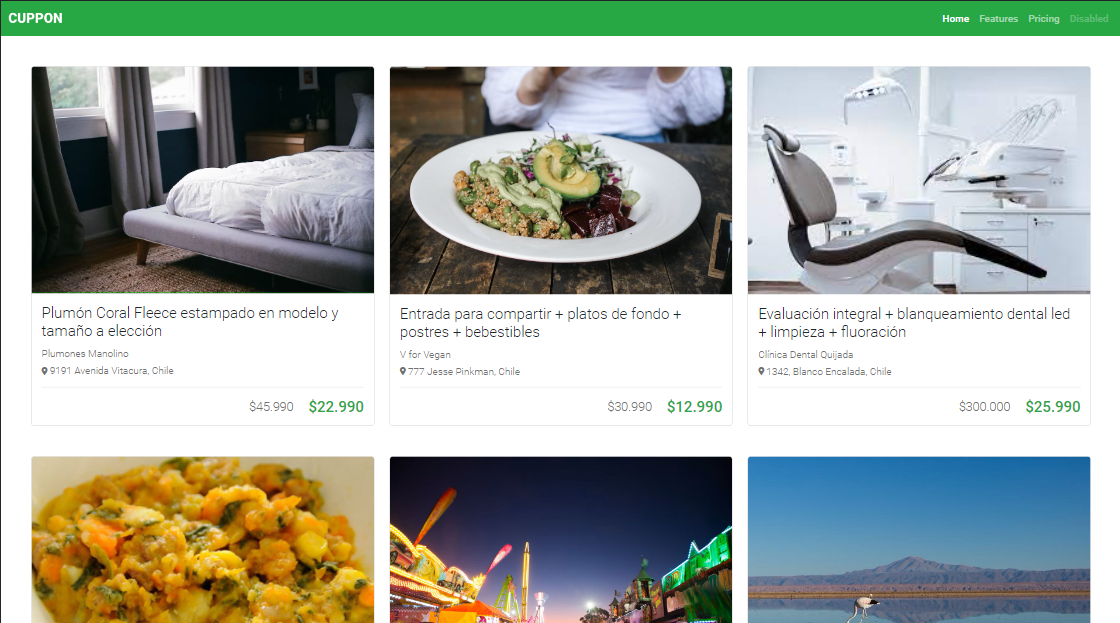 CUPPON
Home Features Pricing Disabled
Plumón Coral Fleece estampado en modelo y
tamaño a elección
Plumones Manolino
9191 Avenida Vitacura, Chile
$45.990 $22.990
Entrada para compartir + platos de fondo +
postres + bebestibles
V for Vegan
777 Jesse Pinkman, Chile
$30.990 $12.990
Evaluación integral + blanqueamiento dental led
+ limpieza + fluoración
Clínica Dental Quijada
1342, Blanco Encalada, Chile
$300.000 $25.990